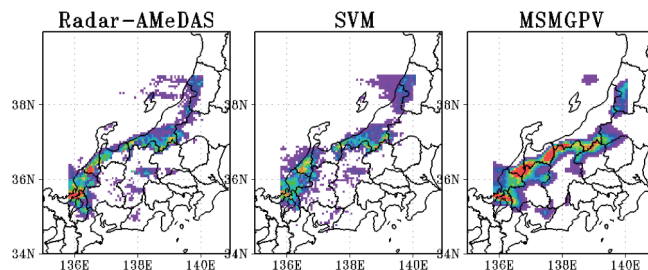 Radar-AMeDAS SVM MSMGPV
38N 38N 38N
36N 36N 36N
34N 34N 34N
136E 138E 140E 136E 138E 140E 136E 138E 140